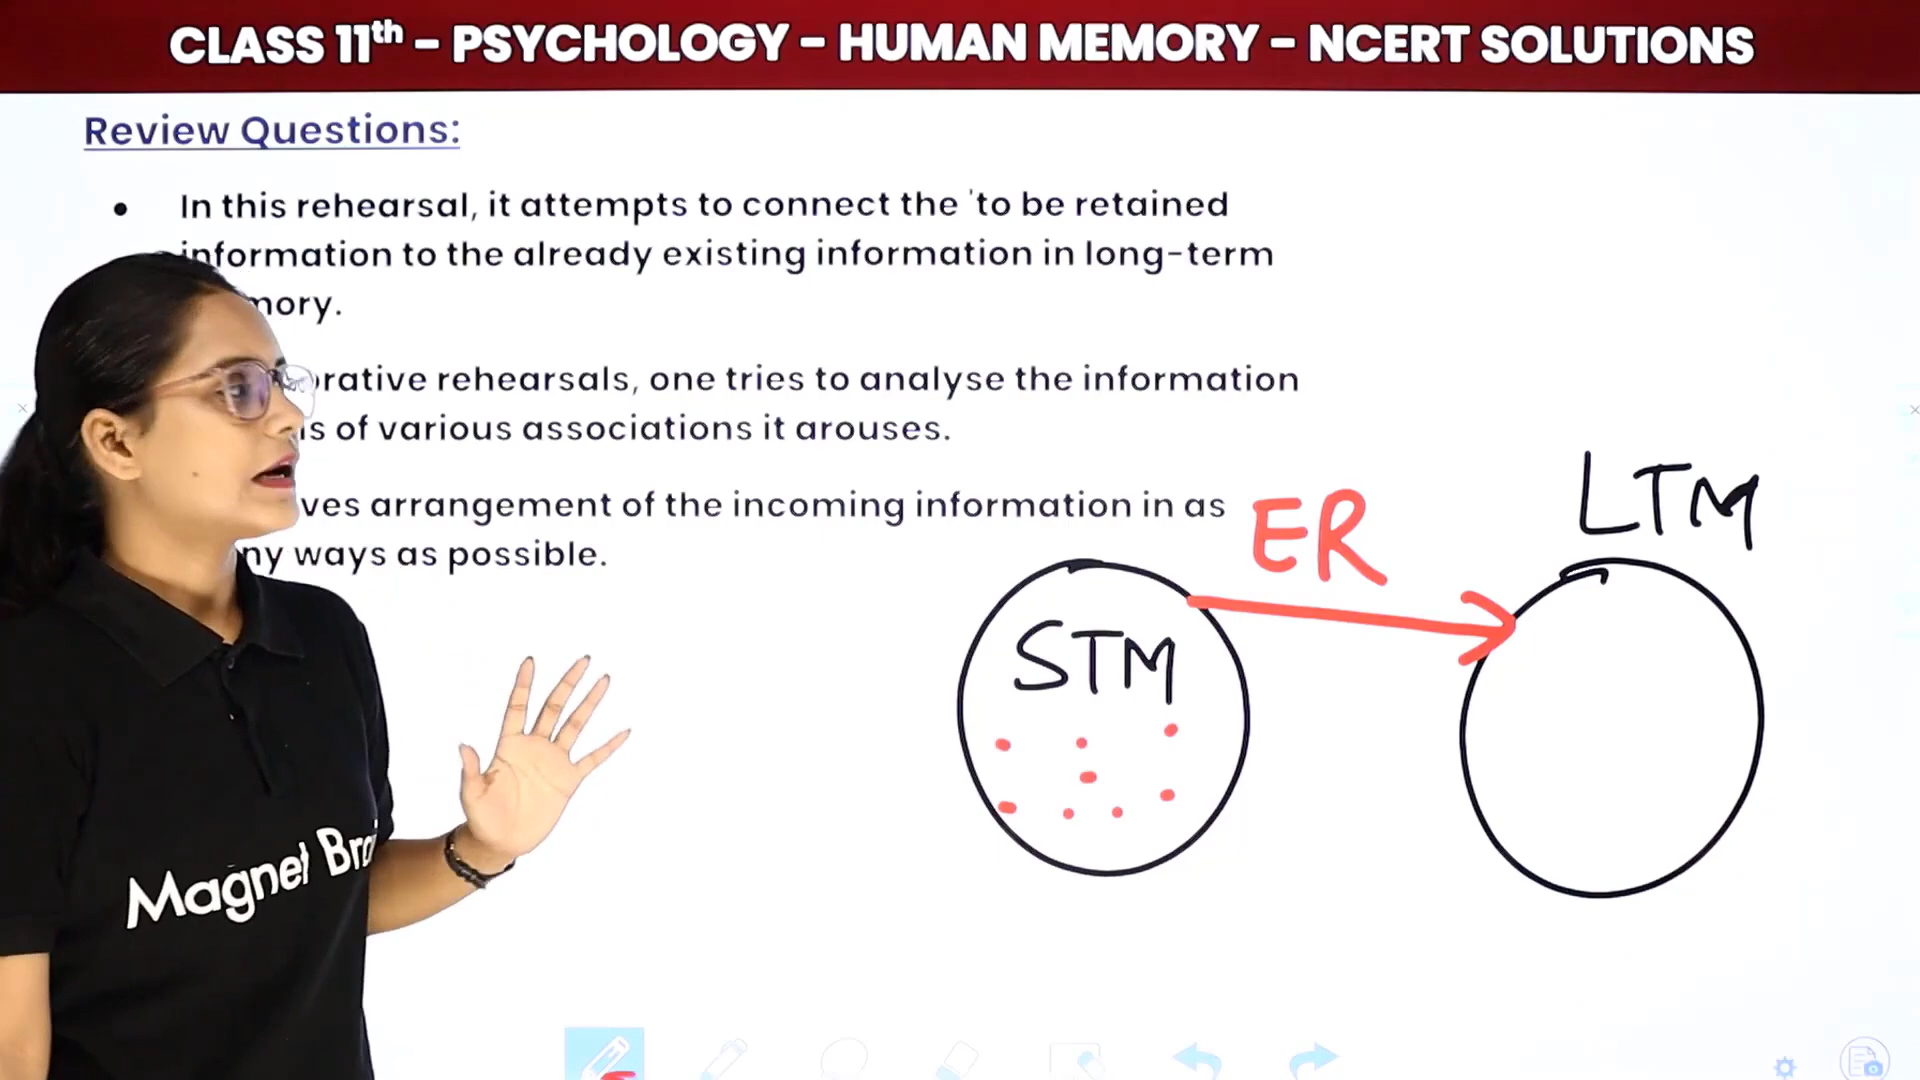 CLASS 11th - PSYCHOLOGY - HUMAN MEMORY - NCERT SOLUTIONS
Review Questions:
• In this rehearsal, it attempts to connect the 'to be retained
information to the already existing information in long-term
rehearsals, one tries to analyse the information
of various associations it arouses.
arrangement of the incoming information in as
ways as possible.
LTM
ER
STM
Magnet